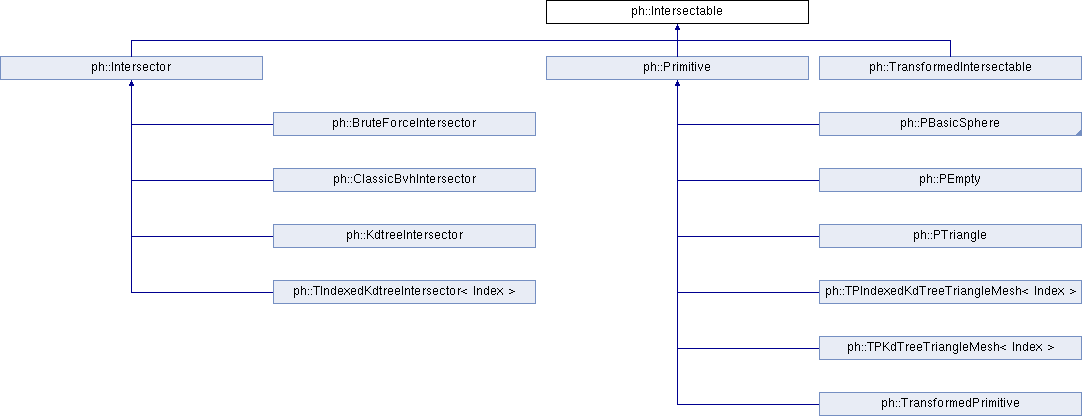 ph::Intersectable
ph::Intersector
ph::Primitive
ph::TransformedIntersectable
ph::BruteForceIntersector
ph::PBasicSphere
ph::ClassicBvhIntersector
ph::PEmpty
ph::KdtreeIntersector
ph::PTriangle
ph::TIndexedKdtreeIntersector< Index >
ph::TPIndexedKdTreeTriangleMesh< Index >
ph::TPKdTreeTriangleMesh< Index >
ph::TransformedPrimitive